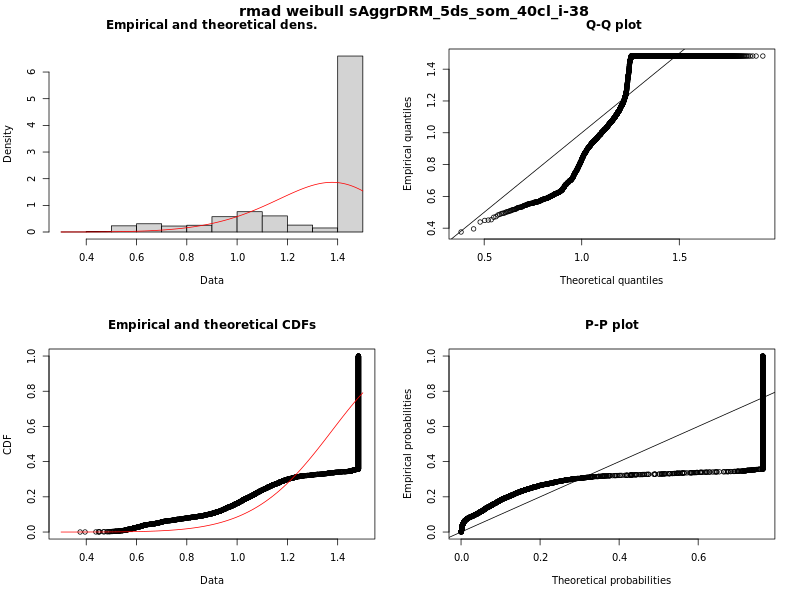 rmad weibull sAggrDRM_5ds_som_40cl_i-38
Empirical and theoretical dens.
Density
0 1 2 3 4 5 6
0.4 0.6 0.8 1.0 1.2 1.4
Data
Q-Q plot
Empirical quantiles
0.4 0.6 0.8 1.0 1.2 1.4
0.5 1.0 1.5
Theoretical quantiles
Empirical and theoretical CDFs
CDF
0.0 0.2 0.4 0.6 0.8 1.0
0.4 0.6 0.8 1.0 1.2 1.4
Data
P-P plot
Empirical probabilities
0.0 0.2 0.4 0.6 0.8 1.0
0.0 0.2 0.4 0.6
Theoretical probabilities